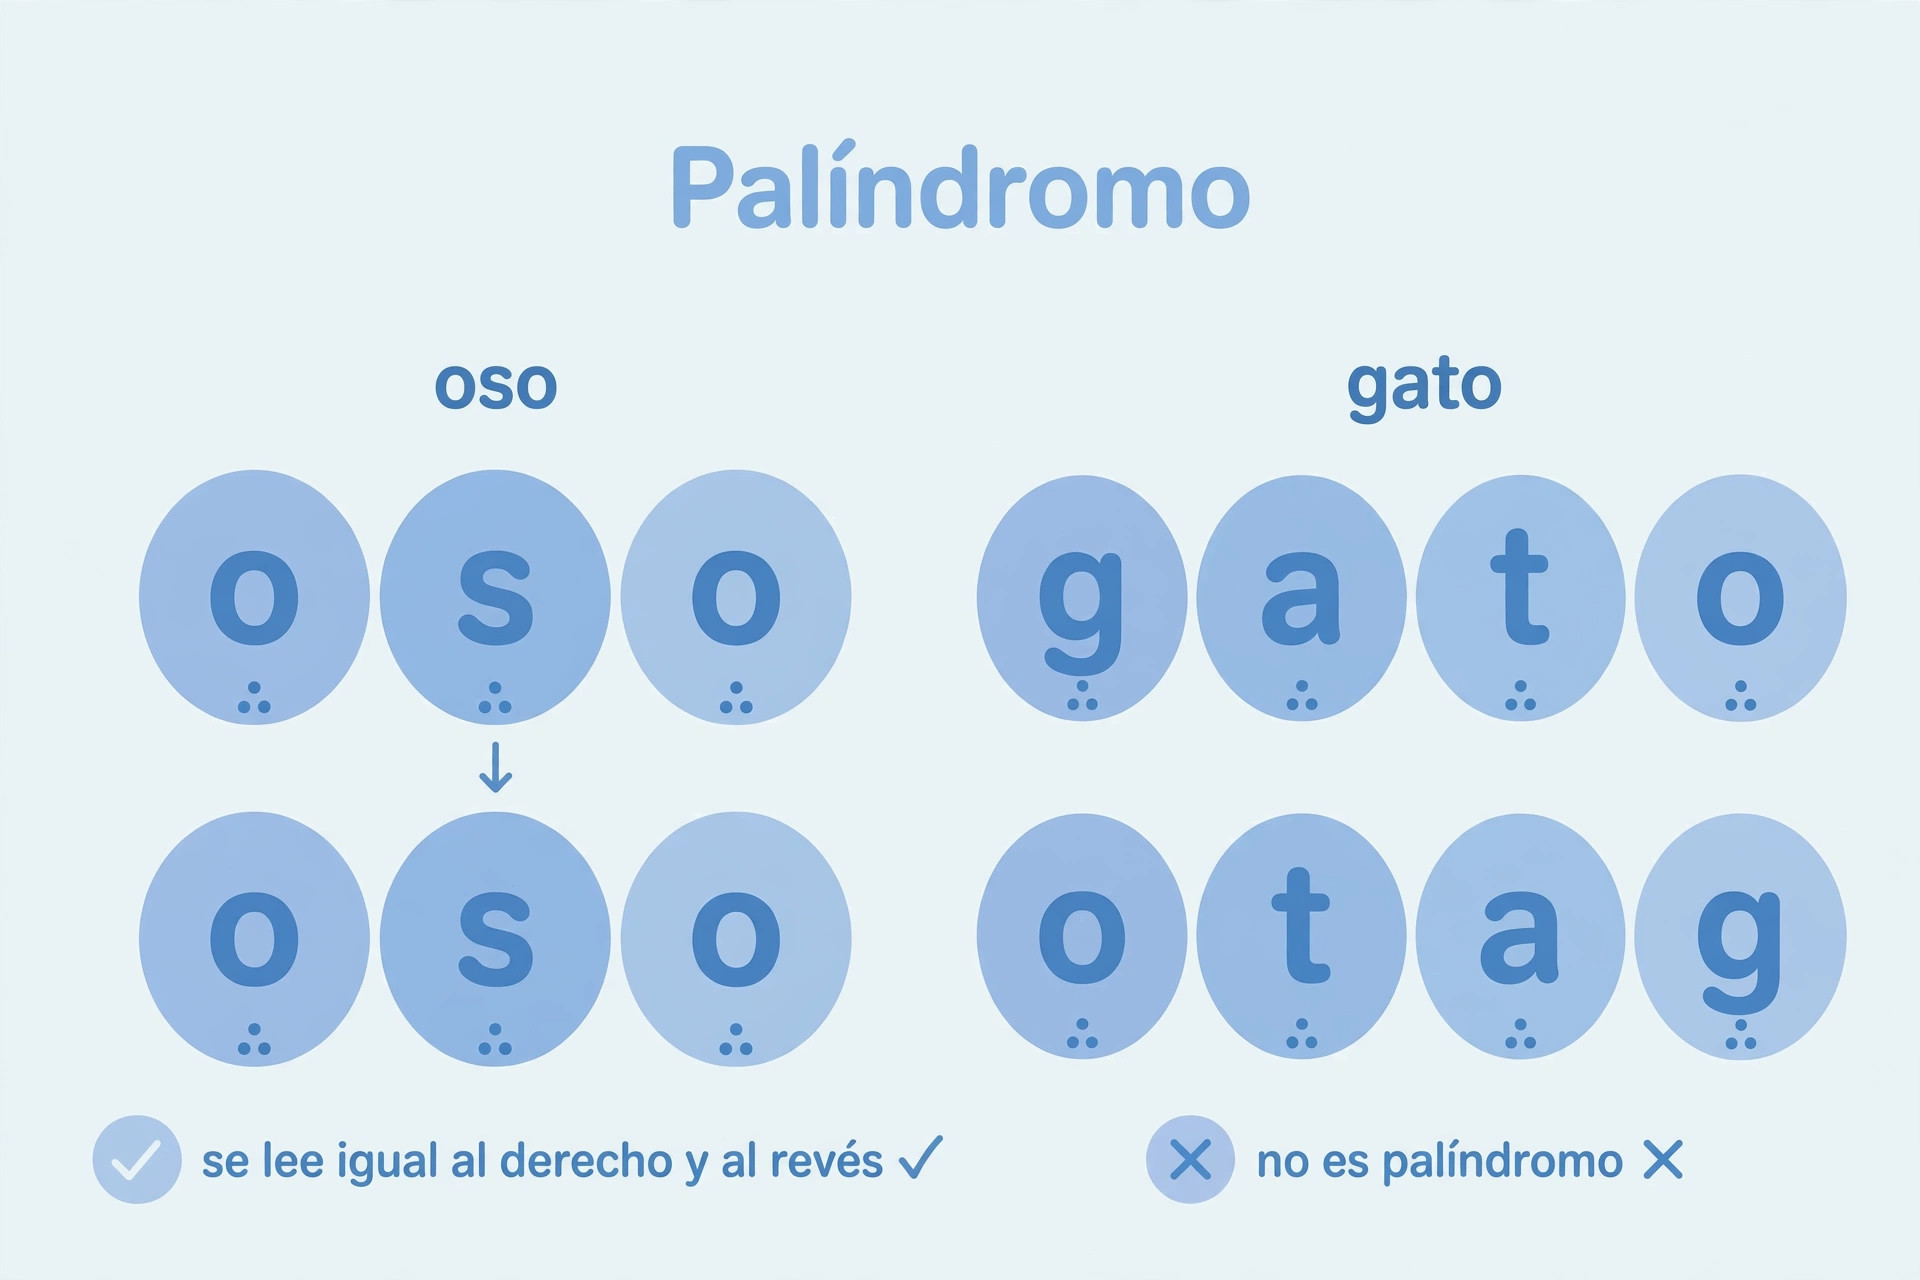 Palíndromo
oso
gato
o s o
g a t o
↓
o s o
o t a g
✓ se lee igual al derecho y al revés ✓
✕ no es palíndromo ✕